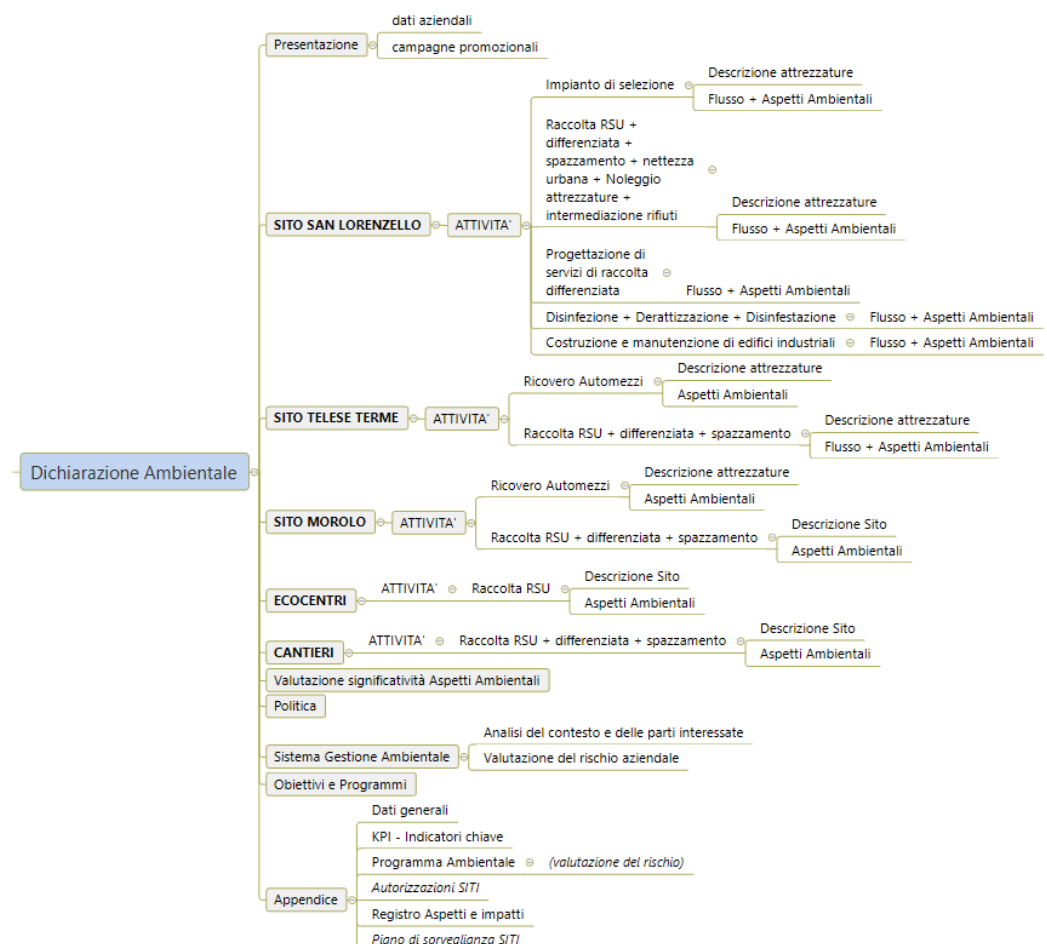 dati aziendali
Presentazione
campagne promozionali
Descrizione attrezzature
Impianto di selezione
Flusso + Aspetti Ambientali
Raccolta RSU +
differenziata +
spazzamento + nettezza
urbana + Noleggio
attrezzature +
intermediazione rifiuti
Descrizione attrezzature
Flusso + Aspetti Ambientali
SITO SAN LORENZELLO
ATTIVITA'
Progettazione di
servizi di raccolta
differenziata
Flusso + Aspetti Ambientali
Disinfezione + Derattizzazione + Disinfestazione
Flusso + Aspetti Ambientali
Costruzione e manutenzione di edifici industriali
Flusso + Aspetti Ambientali
Descrizione attrezzature
Ricovero Automezzi
Aspetti Ambientali
SITO TELESE TERME
ATTIVITA'
Descrizione attrezzature
Raccolta RSU + differenziata + spazzamento
Flusso + Aspetti Ambientali
Dichiarazione Ambientale
Descrizione attrezzature
Ricovero Automezzi
Aspetti Ambientali
SITO MOROLO
ATTIVITA'
Descrizione Sito
Raccolta RSU + differenziata + spazzamento
Aspetti Ambientali
Descrizione Sito
ECOCENTRI
ATTIVITA'
Raccolta RSU
Aspetti Ambientali
Descrizione Sito
CANTIERI
ATTIVITA'
Raccolta RSU + differenziata + spazzamento
Aspetti Ambientali
Valutazione significatività Aspetti Ambientali
Politica
Analisi del contesto e delle parti interessate
Sistema Gestione Ambientale
Valutazione del rischio aziendale
Obiettivi e Programmi
Dati generali
KPI - Indicatori chiave
Programma Ambientale
(valutazione del rischio)
Autorizzazioni SITI
Appendice
Registro Aspetti e impatti
Piano di sorveglianza SITI